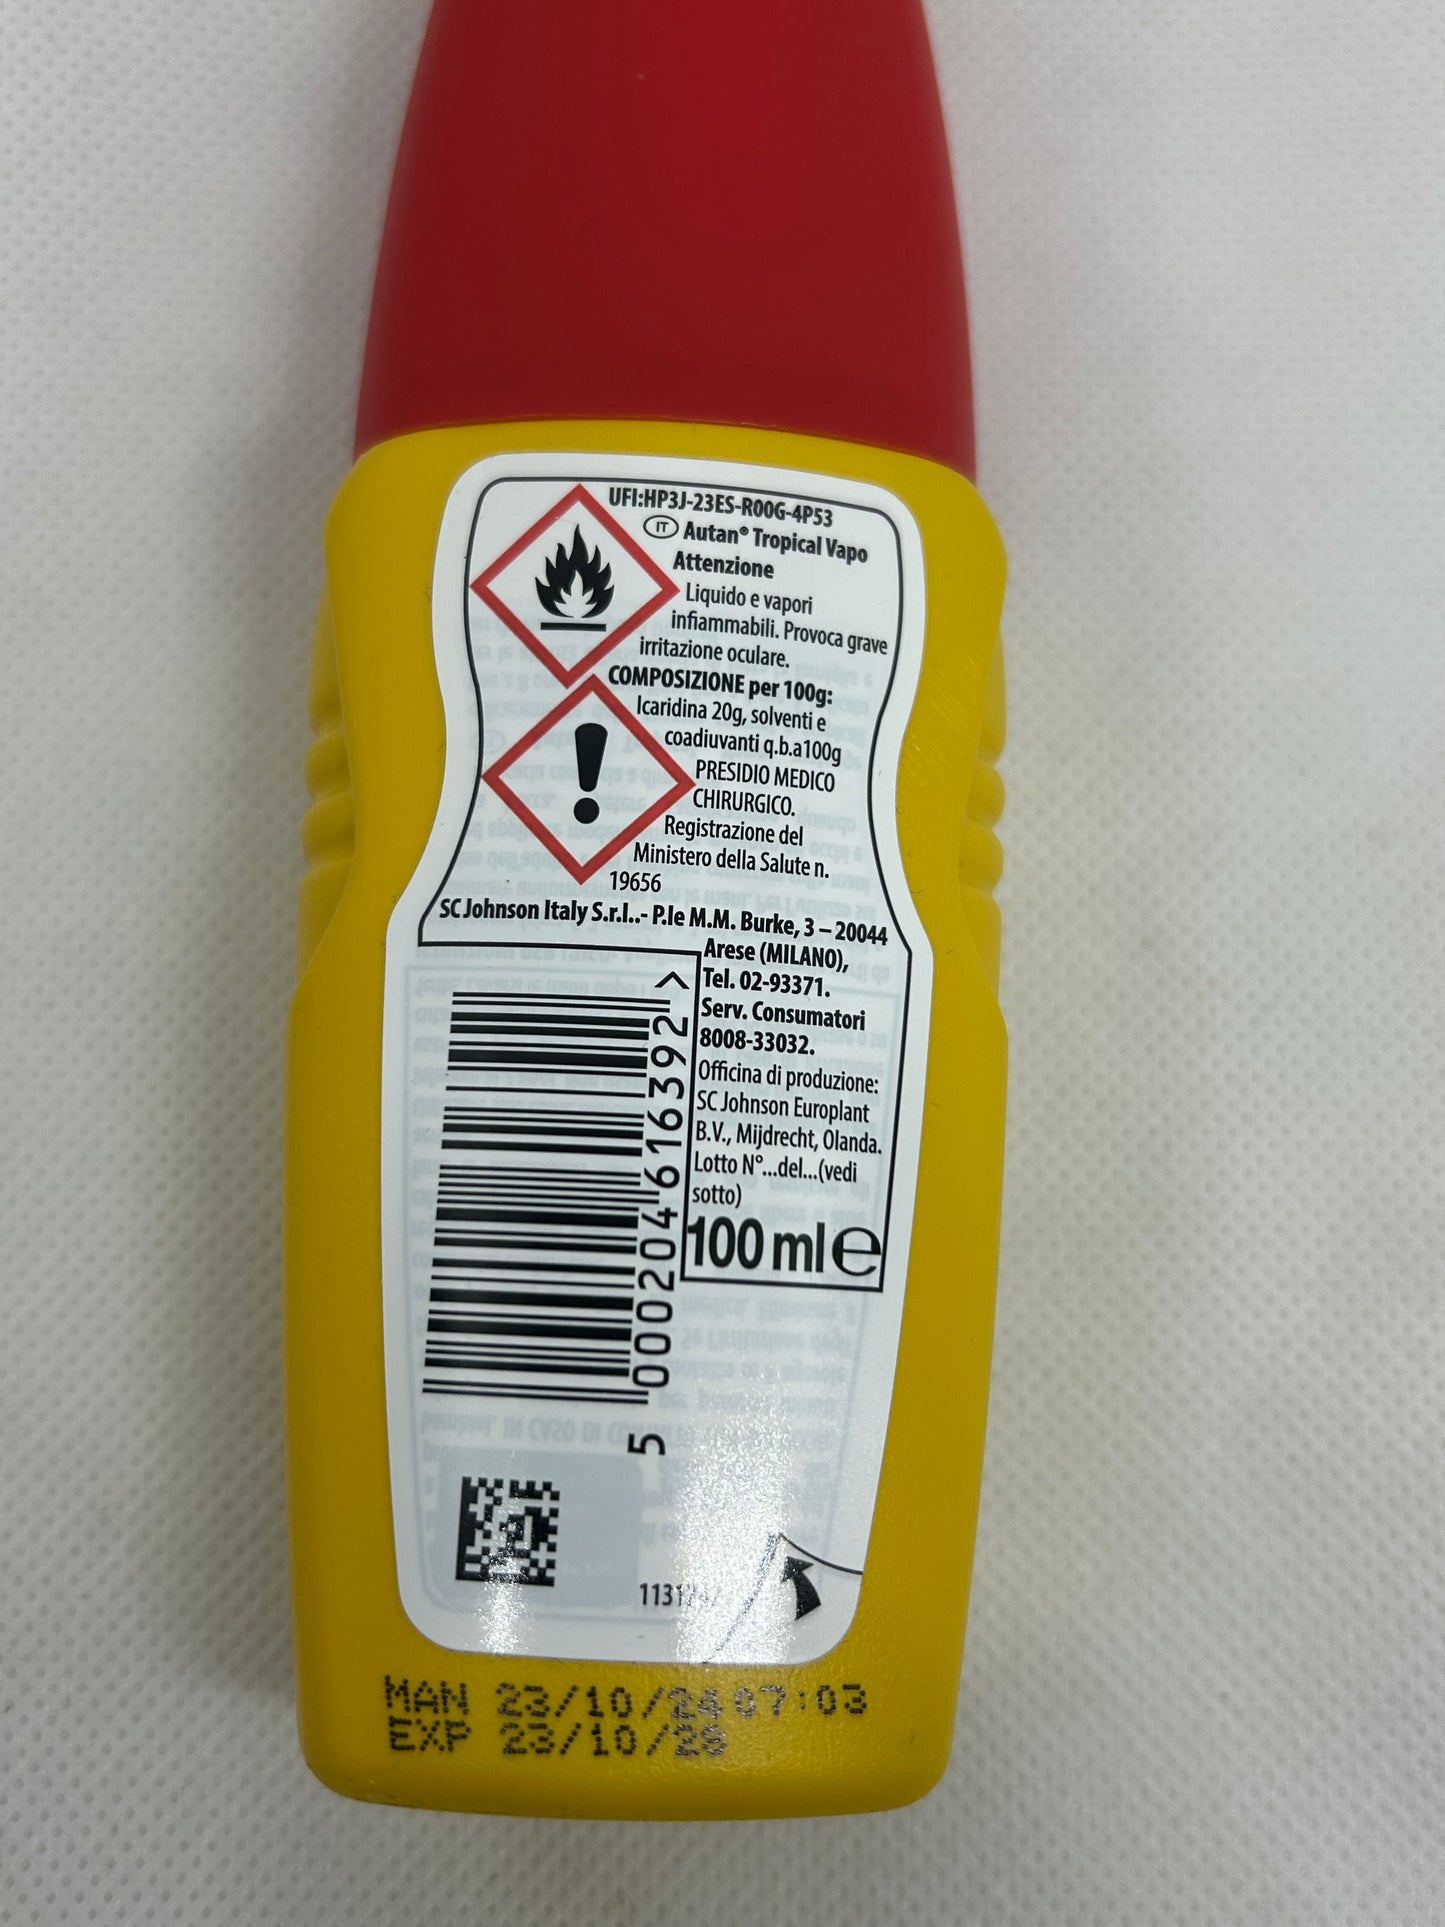 UFI:HP3J-23ES-R00G-4P53
IT Autan® Tropical Vapo
Attenzione
Liquido e vapori
infiammabili. Provoca grave
irritazione oculare.
COMPOSIZIONE per 100g:
Icaridina 20g, solventi e
coadiuvanti q.b.a100g
PRESIDIO MEDICO
CHIRURGICO.
Registrazione del
Ministero della Salute n.
19656
SC Johnson Italy S.r.l..- P.le M.M. Burke, 3 – 20044
Arese (MILANO),
Tel. 02-93371.
Serv. Consumatori
8008-33032.
Officina di produzione:
SC Johnson Europlant
B.V., Mijdrecht, Olanda.
Lotto N°...del...(vedi
sotto)
100 ml e
5 000204 616392 >
MAN 23/10/24 07:03
EXP 23/10/28